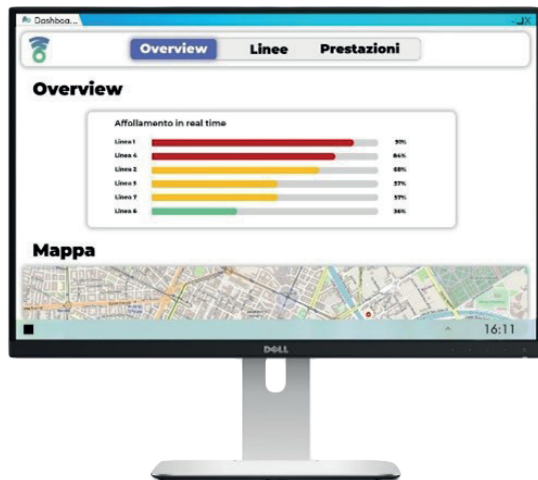 Dashboa...
Overview Linee Prestazioni
Overview
Affollamento in real time
Linea 1 91%
Linea 4 84%
Linea 2 68%
Linea 5 57%
Linea 7 57%
Linea 6 36%
Mappa
16:11
DELL